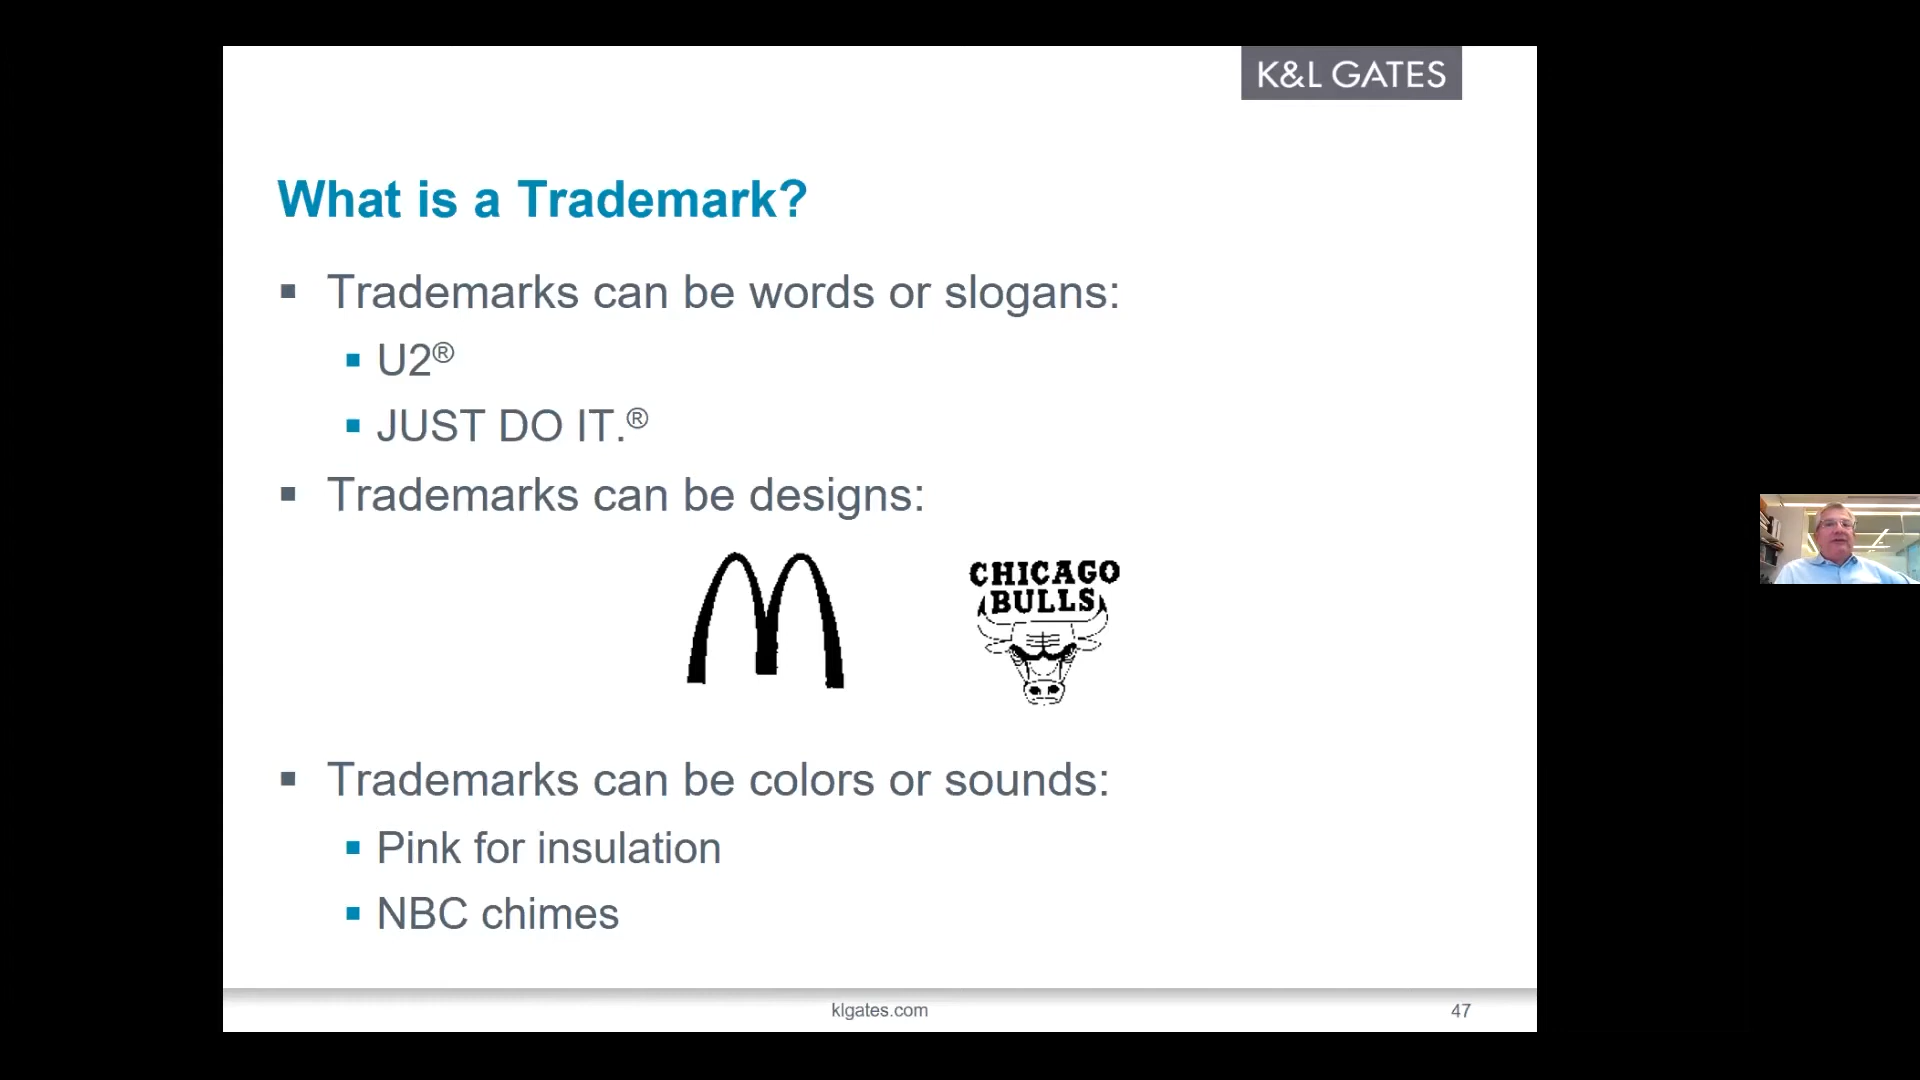 K&L GATES
What is a Trademark?
▪ Trademarks can be words or slogans:
▪ U2®
▪ JUST DO IT.®
▪ Trademarks can be designs:
CHICAGO
BULLS
▪ Trademarks can be colors or sounds:
▪ Pink for insulation
▪ NBC chimes
klgates.com
47